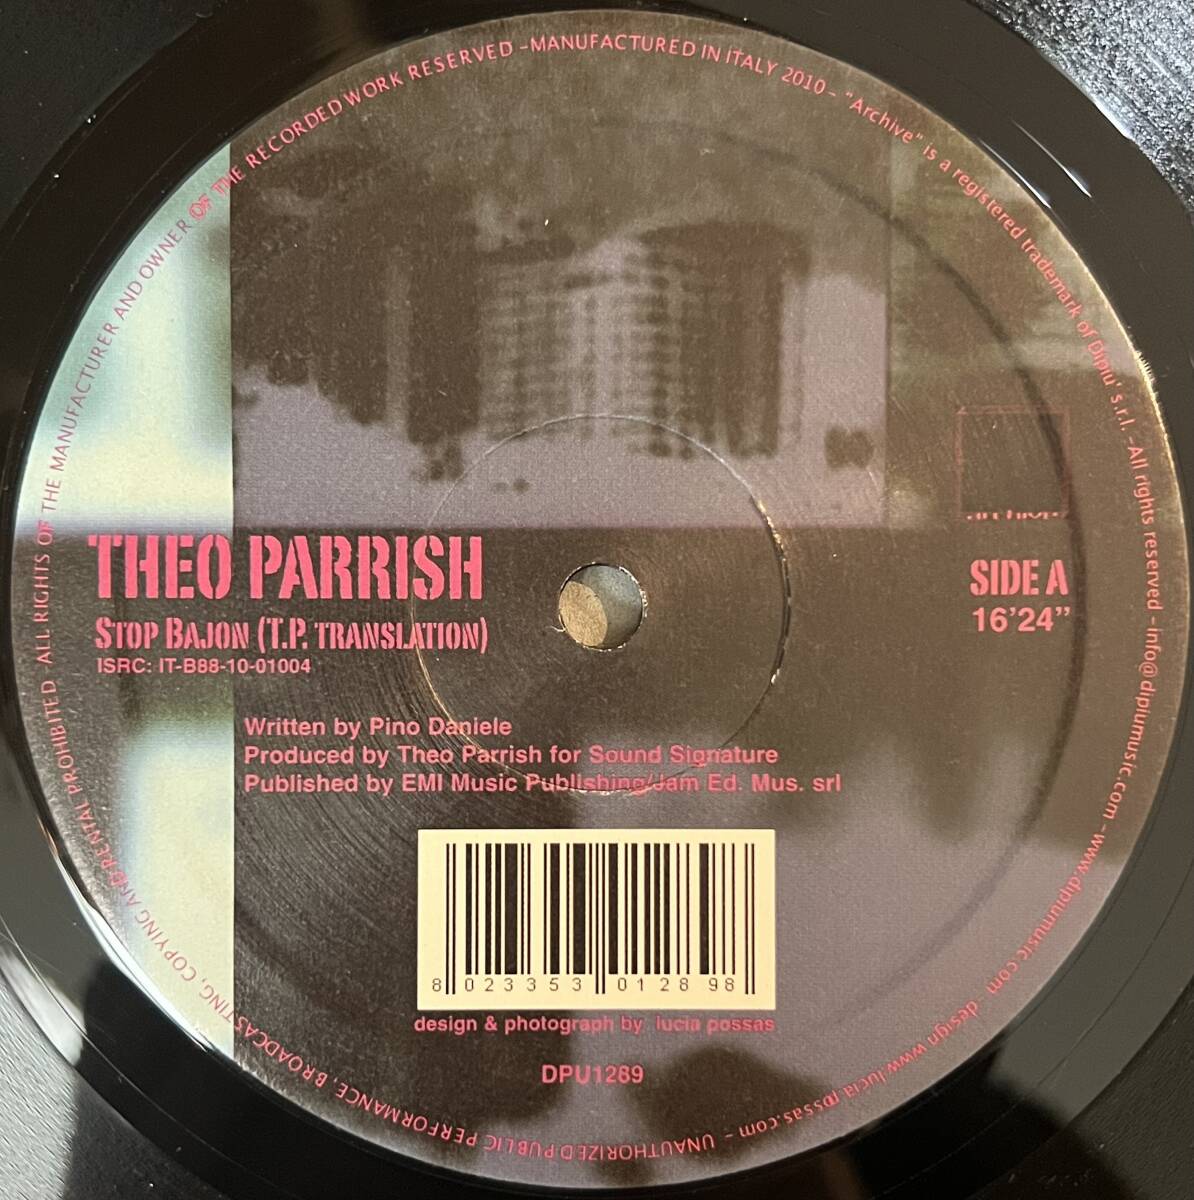 THEO PARRISH
STOP BAJON (T.P. TRANSLATION)
ISRC: IT-B88-10-01004
SIDE A
16'24"
Written by Pino Daniele
Produced by Theo Parrish for Sound Signature
Published by EMI Music Publishing/Jam Ed. Mus. srl
8 023353 012898
design & photograph by lucia possas
DPU1289
archive
ALL RIGHTS OF THE MANUFACTURER AND OWNER OF THE RECORDED WORK RESERVED -MANUFACTURED IN ITALY 2010- "Archive" is a registered trademark of Dipiu' s.r.l. -All rights reserved -info@dipiumusic.com -www.dipiumusic.com - design www.lucia possas.com - UNAUTHORIZED PUBLIC PERFORMANCE, BROADCASTING, COPYING AND RENTAL PROHIBITED